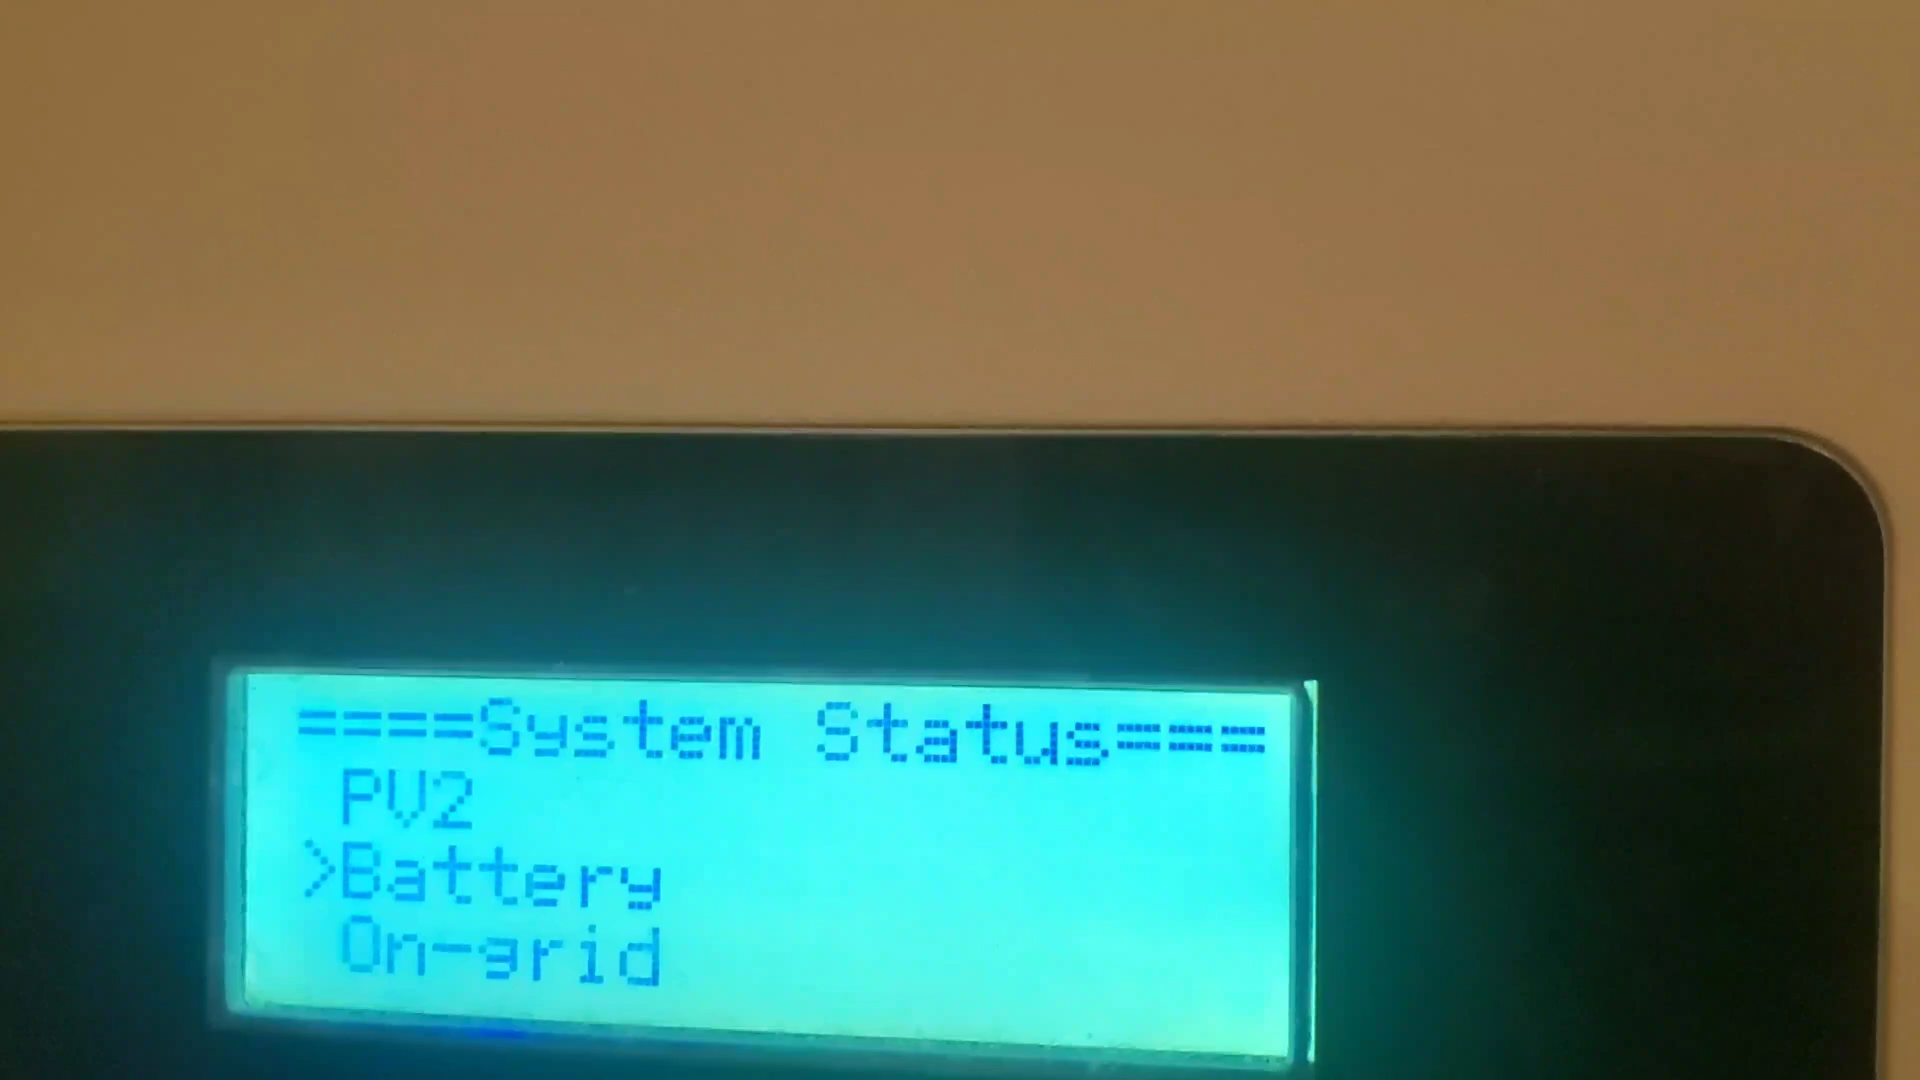 ====System Status===
PV2
>Battery
On-grid